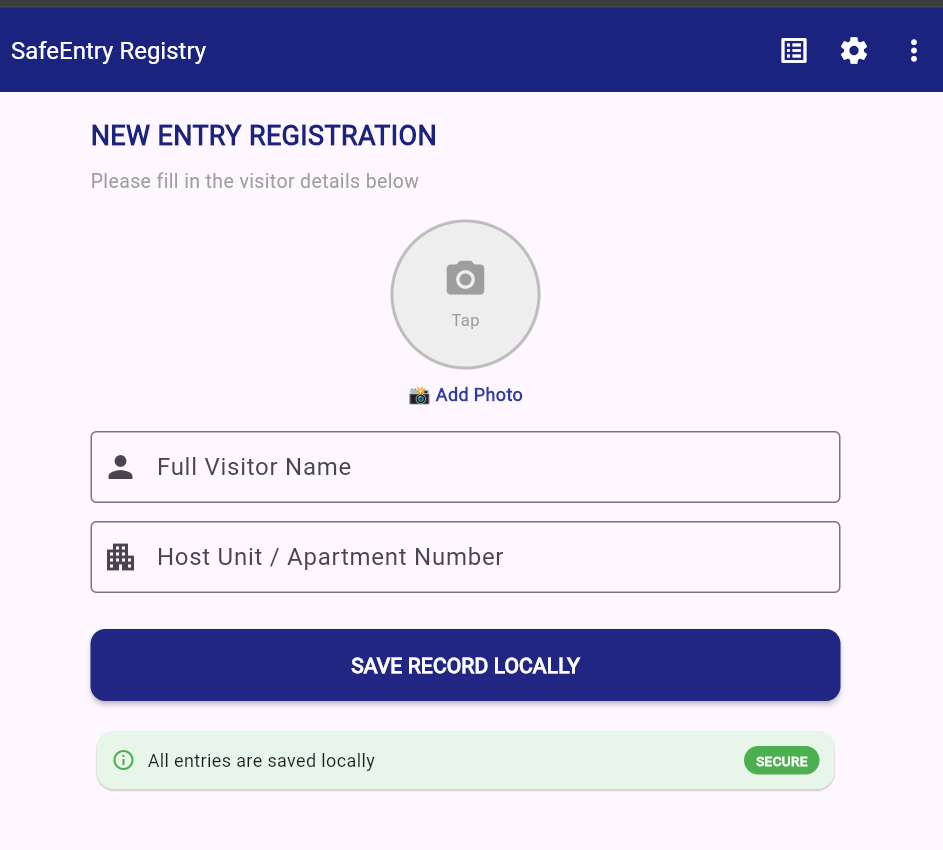 SafeEntry Registry
NEW ENTRY REGISTRATION
Please fill in the visitor details below
Tap
📸 Add Photo
Full Visitor Name
Host Unit / Apartment Number
SAVE RECORD LOCALLY
All entries are saved locally
SECURE